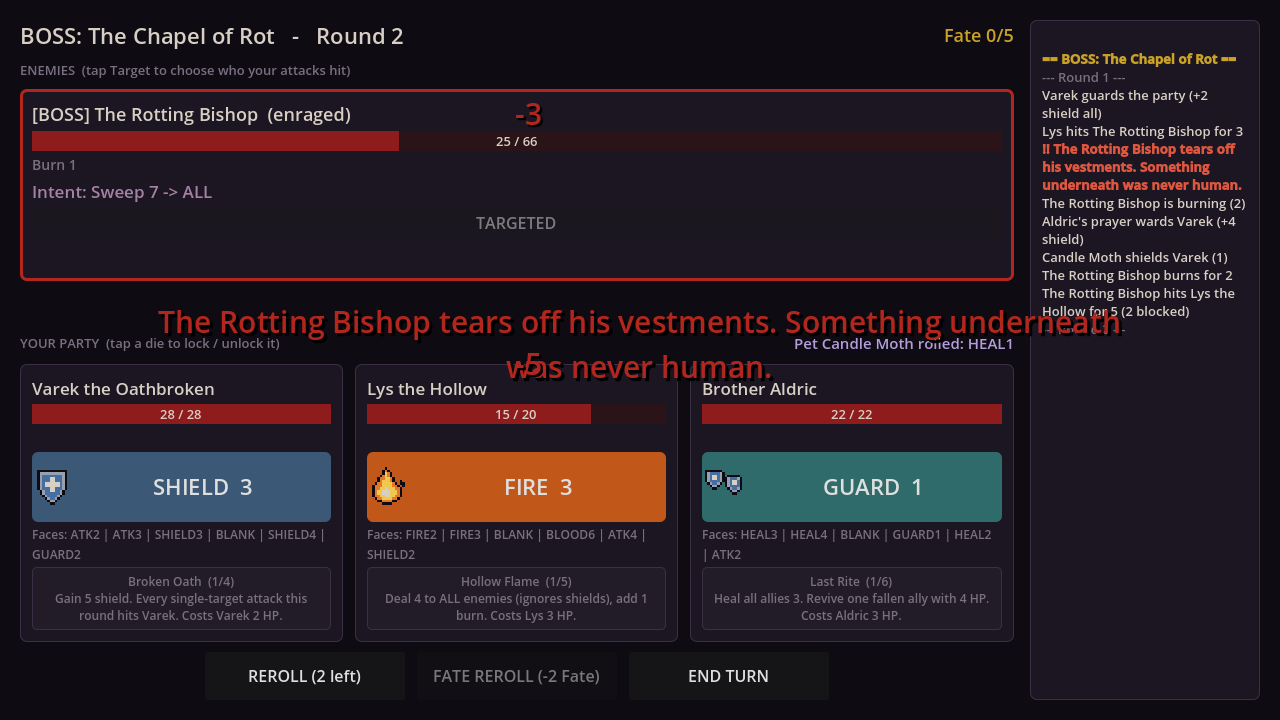 BOSS: The Chapel of Rot - Round 2
Fate 0/5
ENEMIES (tap Target to choose who your attacks hit)
[BOSS] The Rotting Bishop (enraged)
-3
25 / 66
Burn 1
Intent: Sweep 7 -> ALL
TARGETED
The Rotting Bishop tears off his vestments. Something underneath
was never human.
-5
YOUR PARTY (tap a die to lock / unlock it)
Pet Candle Moth rolled: HEAL1
Varek the Oathbroken
28 / 28
SHIELD 3
Faces: ATK2 | ATK3 | SHIELD3 | BLANK | SHIELD4 |
GUARD2
Broken Oath (1/4)
Gain 5 shield. Every single-target attack this
round hits Varek. Costs Varek 2 HP.
Lys the Hollow
15 / 20
FIRE 3
Faces: FIRE2 | FIRE3 | BLANK | BLOOD6 | ATK4 |
SHIELD2
Hollow Flame (1/5)
Deal 4 to ALL enemies (ignores shields), add 1
burn. Costs Lys 3 HP.
Brother Aldric
22 / 22
GUARD 1
Faces: HEAL3 | HEAL4 | BLANK | GUARD1 | HEAL2
| ATK2
Last Rite (1/6)
Heal all allies 3. Revive one fallen ally with 4 HP.
Costs Aldric 3 HP.
REROLL (2 left)
FATE REROLL (-2 Fate)
END TURN
== BOSS: The Chapel of Rot ==
--- Round 1 ---
Varek guards the party (+2
shield all)
Lys hits The Rotting Bishop for 3
!! The Rotting Bishop tears off
his vestments. Something
underneath was never human.
The Rotting Bishop is burning (2)
Aldric's prayer wards Varek (+4
shield)
Candle Moth shields Varek (1)
The Rotting Bishop burns for 2
The Rotting Bishop hits Lys the
Hollow for 5 (2 blocked)